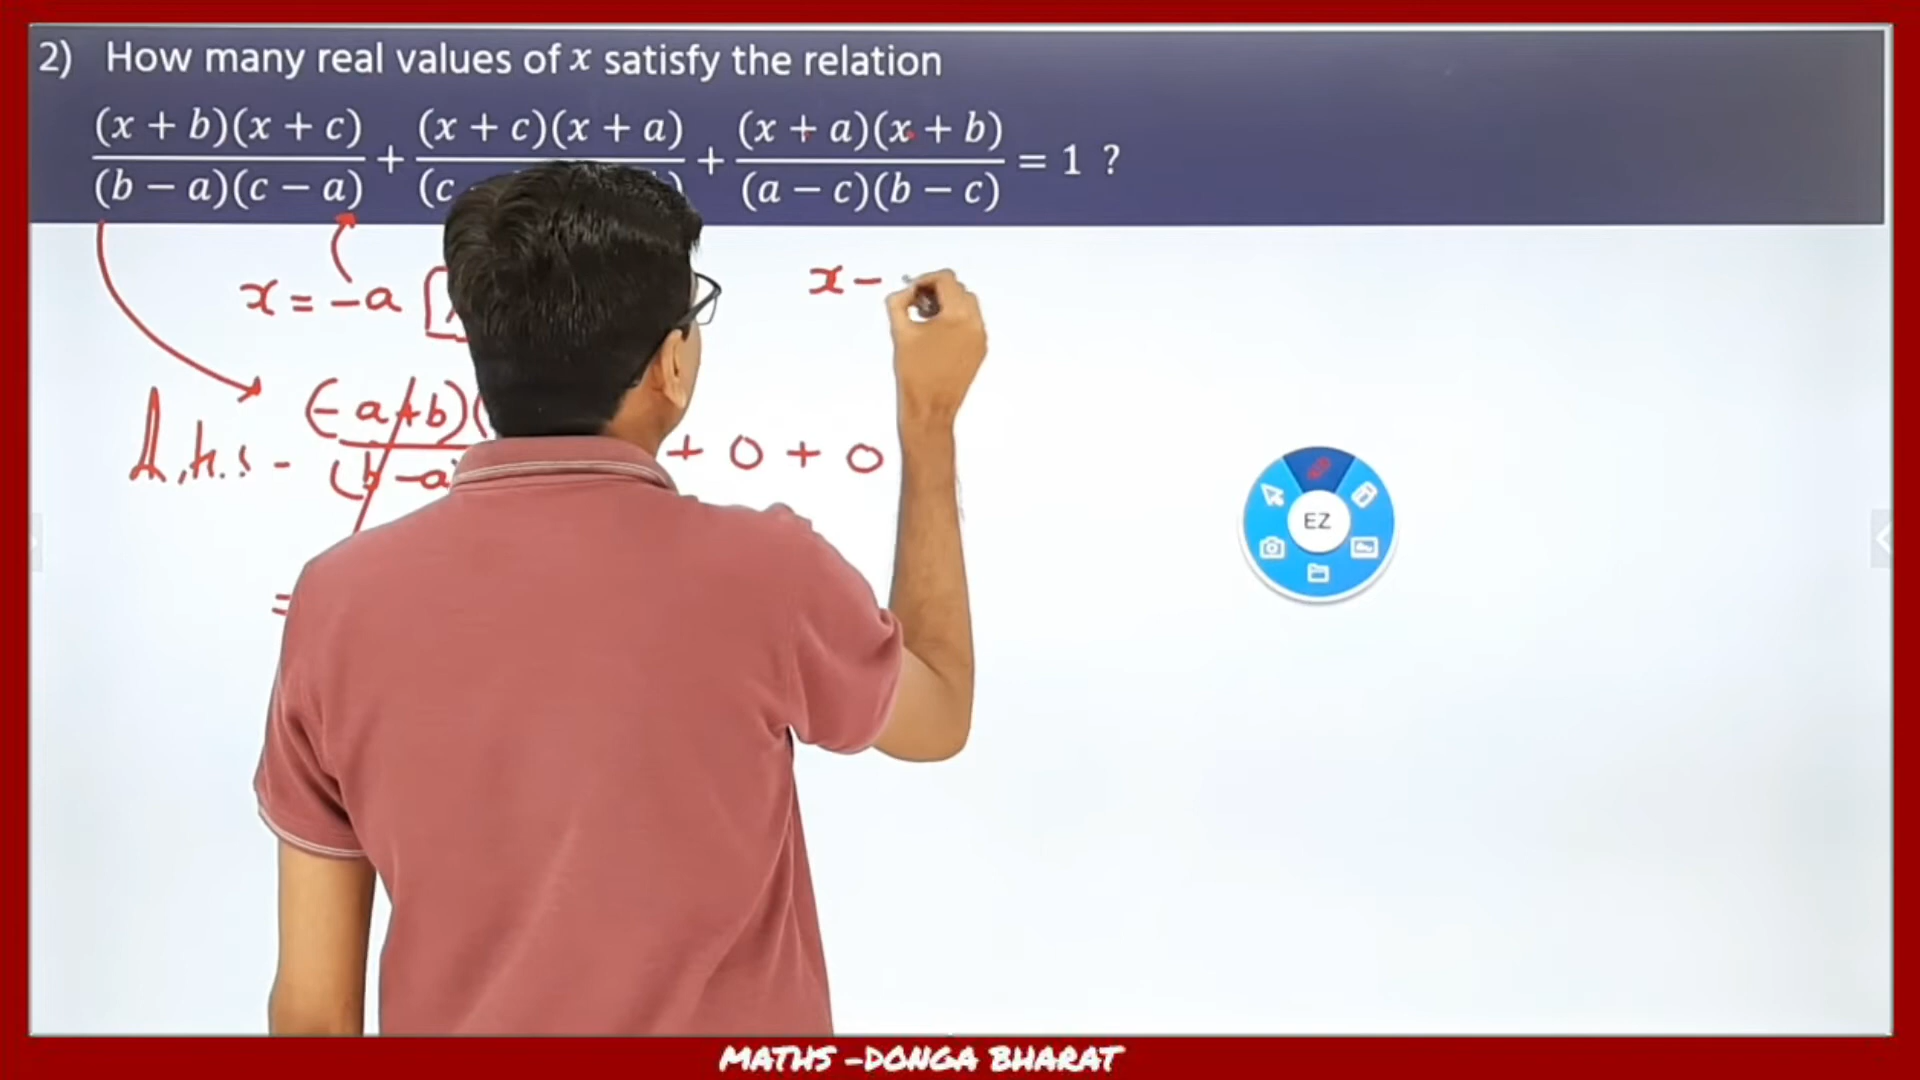 2) How many real values of x satisfy the relation
(x + b)(x + c)/(b − a)(c − a) + (x + c)(x + a)/(c + (x + a)(x + b)/(a − c)(b − c) = 1 ?
x = -a
x -
L.H.S - (-a+b)(/(b-a + 0 + 0
=
EZ
MATHS -DONGA BHARAT